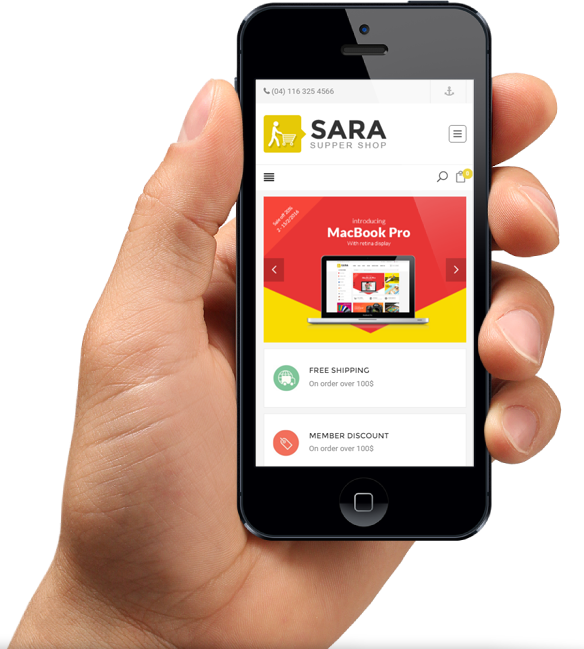 (04) 116 325 4566
SARA
SUPPER SHOP
0
introducing
MacBook Pro
With retina display
FREE SHIPPING
On order over 100$
MEMBER DISCOUNT
On order over 100$